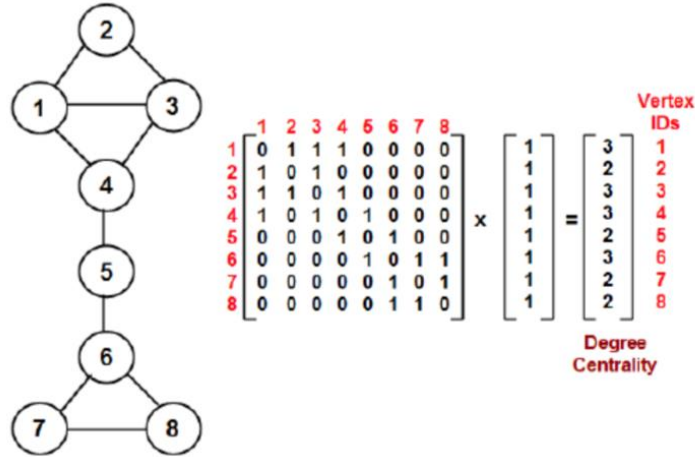 2
1 3
4
5
6
7 8
Vertex
IDs
1 2 3 4 5 6 7 8
1 0 1 1 1 0 0 0 0 1 3 1
2 1 0 1 0 0 0 0 0 1 2 2
3 1 1 0 1 0 0 0 0 1 3 3
4 1 0 1 0 1 0 0 0 x 1 = 3 4
5 0 0 0 1 0 1 0 0 1 2 5
6 0 0 0 0 1 0 1 1 1 3 6
7 0 0 0 0 0 1 0 1 1 2 7
8 0 0 0 0 0 1 1 0 1 2 8
Degree
Centrality